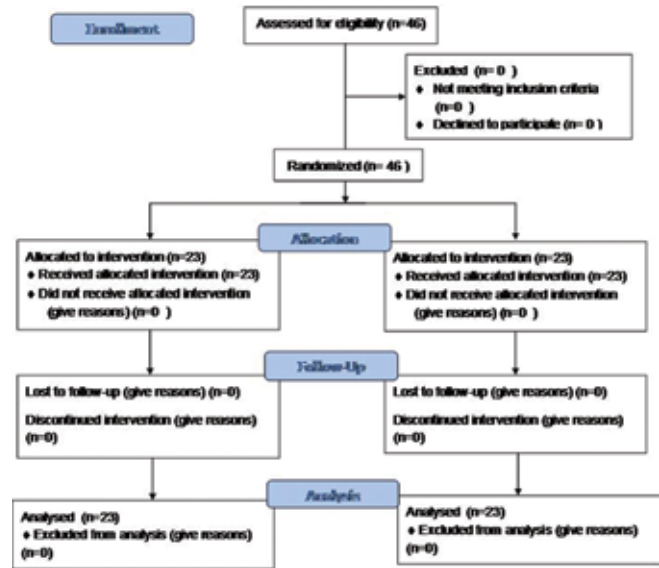 Enrollment
Assessed for eligibility (n=46)
Excluded (n= 0 )
♦ Not meeting inclusion criteria
(n=0 )
♦ Declined to participate (n= 0 )
Randomized (n= 46 )
Allocation
Allocated to intervention (n=23)
♦ Received allocated intervention (n=23)
♦ Did not receive allocated intervention
(give reasons) (n=0 )
Allocated to intervention (n=23)
♦ Received allocated intervention (n=23)
♦ Did not receive allocated intervention
(give reasons) (n=0 )
Follow-Up
Lost to follow-up (give reasons) (n=0)
Discontinued intervention (give reasons)
(n=0)
Lost to follow-up (give reasons) (n=0)
Discontinued intervention (give reasons)
(n=0)
Analysis
Analysed (n=23)
♦ Excluded from analysis (give reasons)
(n=0)
Analysed (n=23)
♦ Excluded from analysis (give reasons)
(n=0)